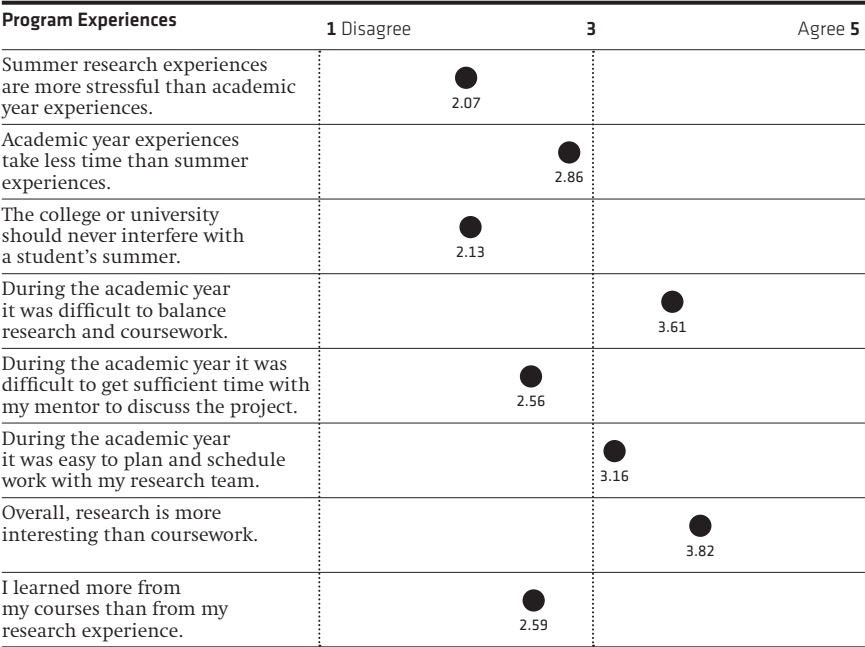 Program Experiences
1 Disagree 3 Agree 5
Summer research experiences
are more stressful than academic
year experiences.
2.07
Academic year experiences
take less time than summer
experiences.
2.86
The college or university
should never interfere with
a student’s summer.
2.13
During the academic year
it was difficult to balance
research and coursework.
3.61
During the academic year it was
difficult to get sufficient time with
my mentor to discuss the project.
2.56
During the academic year
it was easy to plan and schedule
work with my research team.
3.16
Overall, research is more
interesting than coursework.
3.82
I learned more from
my courses than from my
research experience.
2.59